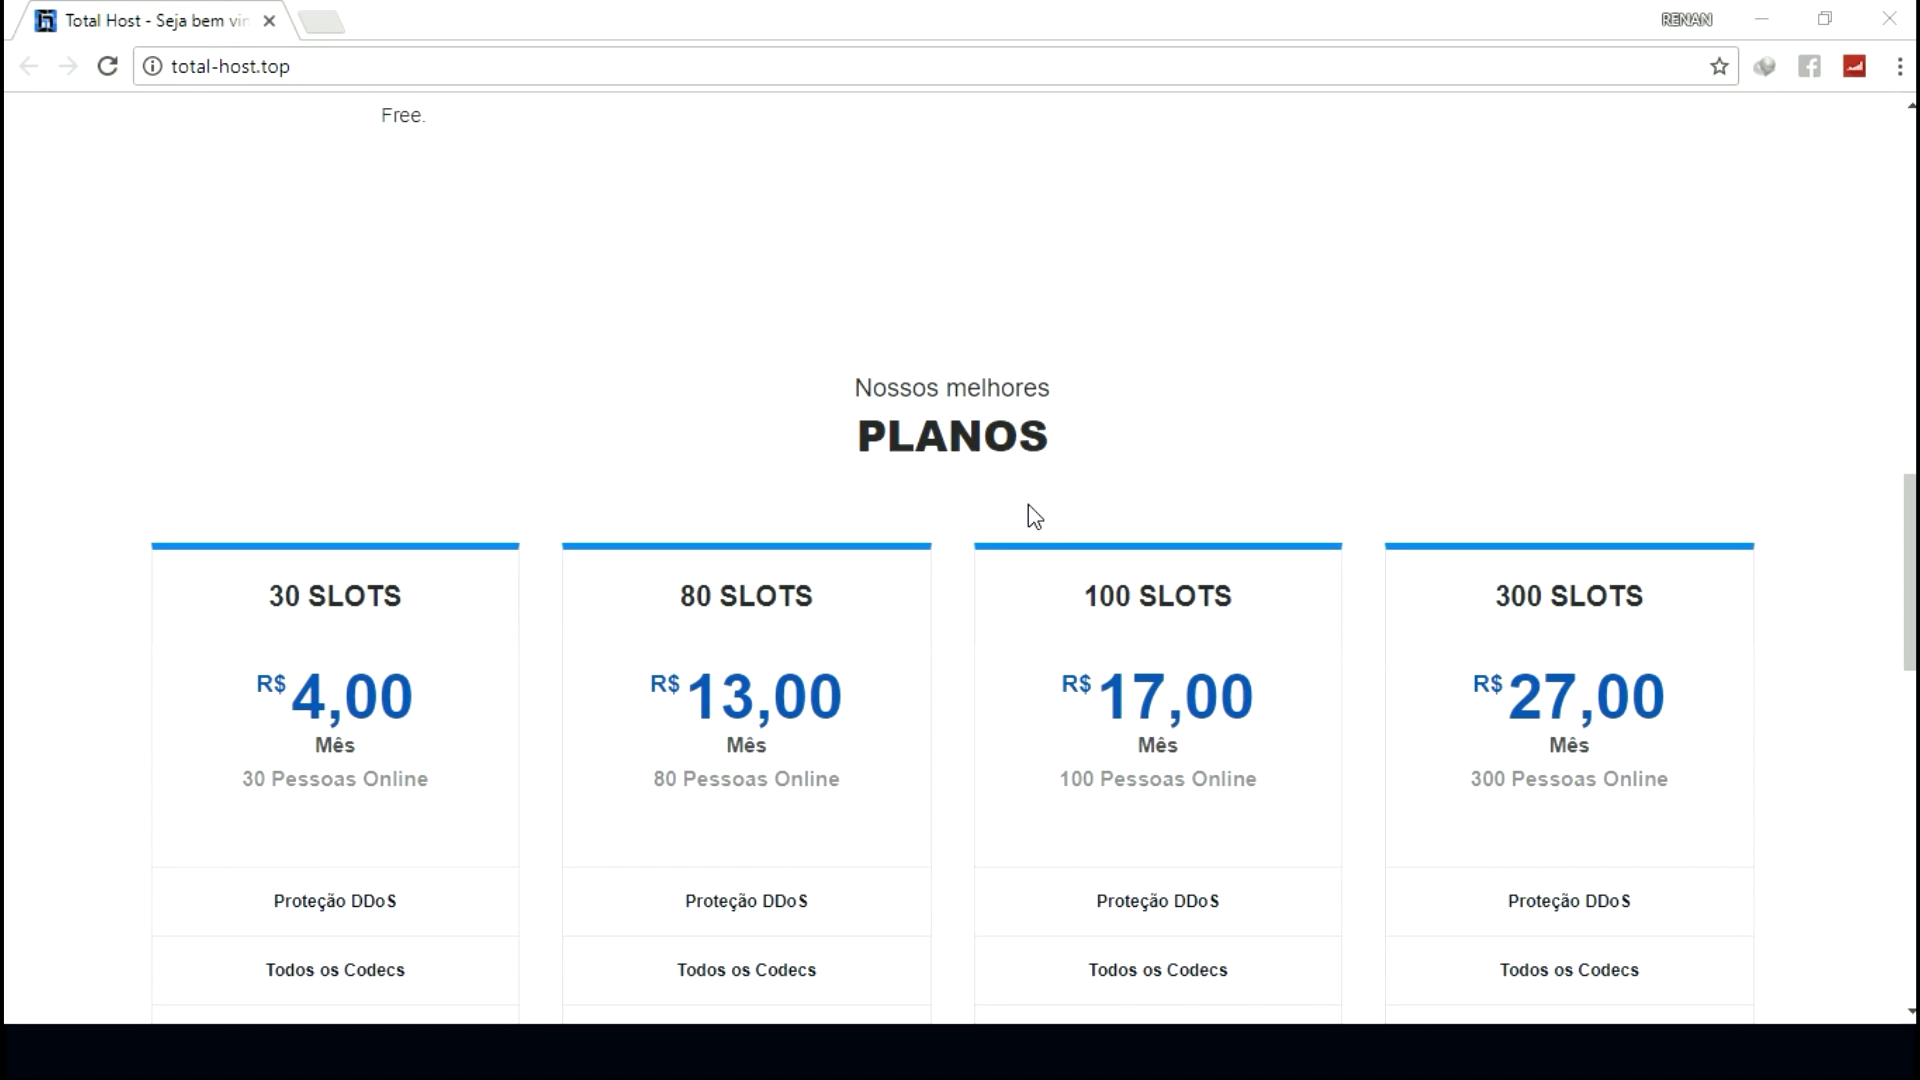 Total Host - Seja bem vin
RENAN
total-host.top
Free.
Nossos melhores
PLANOS
30 SLOTS
R$ 4,00
Mês
30 Pessoas Online
Proteção DDoS
Todos os Codecs
80 SLOTS
R$ 13,00
Mês
80 Pessoas Online
Proteção DDoS
Todos os Codecs
100 SLOTS
R$ 17,00
Mês
100 Pessoas Online
Proteção DDoS
Todos os Codecs
300 SLOTS
R$ 27,00
Mês
300 Pessoas Online
Proteção DDoS
Todos os Codecs